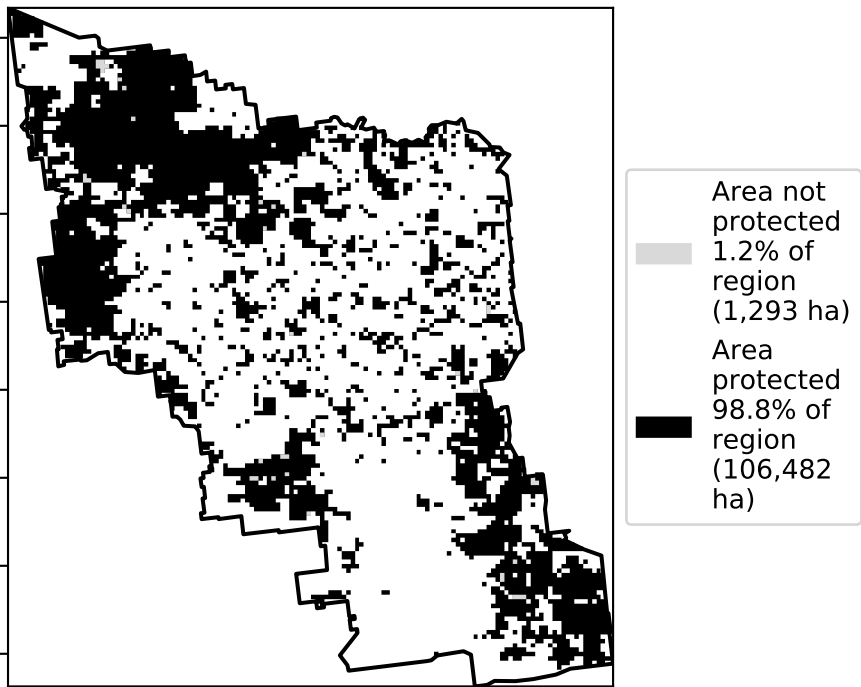 Area not
protected
1.2% of
region
(1,293 ha)
Area
protected
98.8% of
region
(106,482
ha)